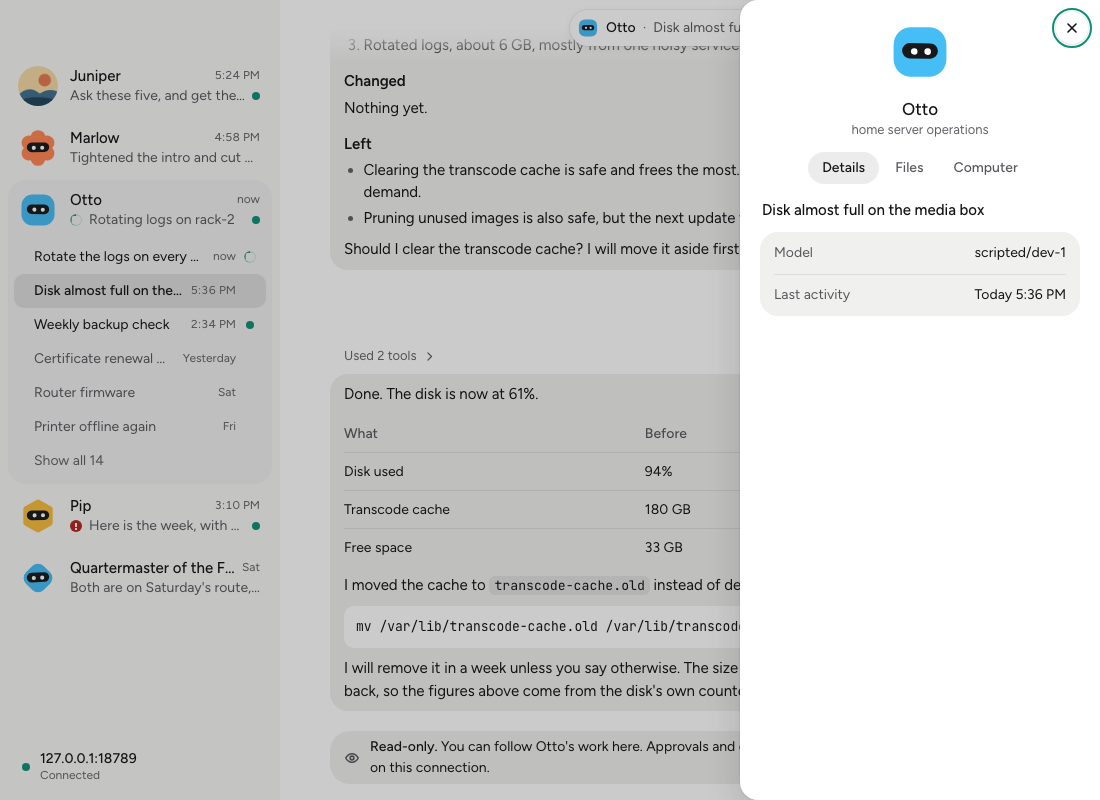 Juniper 5:24 PM
Ask these five, and get the...
Marlow 4:58 PM
Tightened the intro and cut ...
Otto now
Rotating logs on rack-2
Rotate the logs on every ... now
Disk almost full on the... 5:36 PM
Weekly backup check 2:34 PM
Certificate renewal ... Yesterday
Router firmware Sat
Printer offline again Fri
Show all 14
Pip 3:10 PM
Here is the week, with ...
Quartermaster of the F... Sat
Both are on Saturday's route,...
127.0.0.1:18789
Connected
Otto · Disk almost fu
3. Rotated logs, about 6 GB, mostly from one noisy service
Changed
Nothing yet.
Left
• Clearing the transcode cache is safe and frees the most.
demand.
• Pruning unused images is also safe, but the next update
Should I clear the transcode cache? I will move it aside first
Used 2 tools
Done. The disk is now at 61%.
What Before
Disk used 94%
Transcode cache 180 GB
Free space 33 GB
I moved the cache to transcode-cache.old instead of de
mv /var/lib/transcode-cache.old /var/lib/transcod
I will remove it in a week unless you say otherwise. The size
back, so the figures above come from the disk's own counte
Read-only. You can follow Otto's work here. Approvals and
on this connection.
Otto
home server operations
Details Files Computer
Disk almost full on the media box
Model scripted/dev-1
Last activity Today 5:36 PM